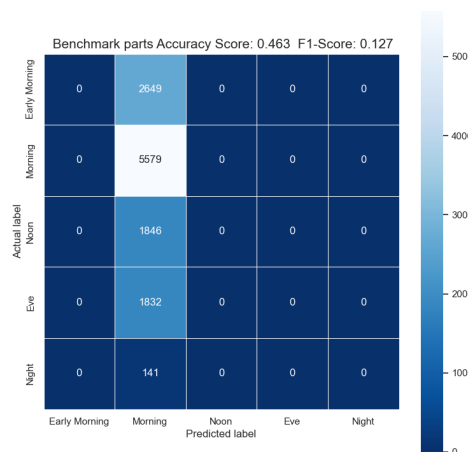 Benchmark parts Accuracy Score: 0.463 F1-Score: 0.127
Early Morning 0 2649 0 0 0
Morning 0 5579 0 0 0
Noon 0 1846 0 0 0
Eve 0 1832 0 0 0
Night 0 141 0 0 0
Actual label
Early Morning Morning Noon Eve Night
Predicted label
500
400
300
200
100
0